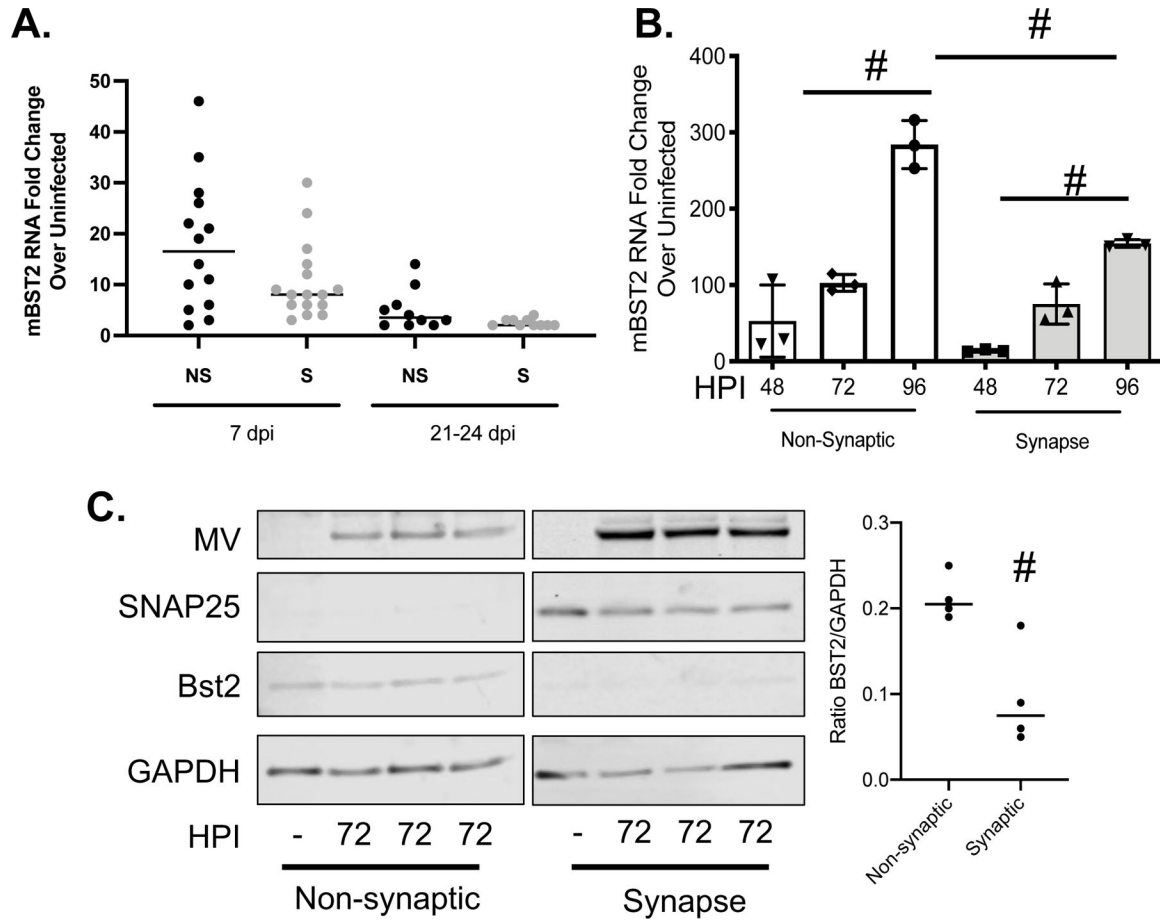 A.
mBST2 RNA Fold Change
Over Uninfected
50
40
30
20
10
0
NS
S
NS
S
7 dpi
21-24 dpi
B.
mBST2 RNA Fold Change
Over Uninfected
400
300
200
100
0
#
#
#
HPI 48 72 96 48 72 96
Non-Synaptic
Synapse
C.
MV
SNAP25
Bst2
GAPDH
HPI - 72 72 72 - 72 72 72
Non-synaptic
Synapse
Ratio BST2/GAPDH
0.3
0.2
0.1
0.0
#
Non-synaptic
Synaptic